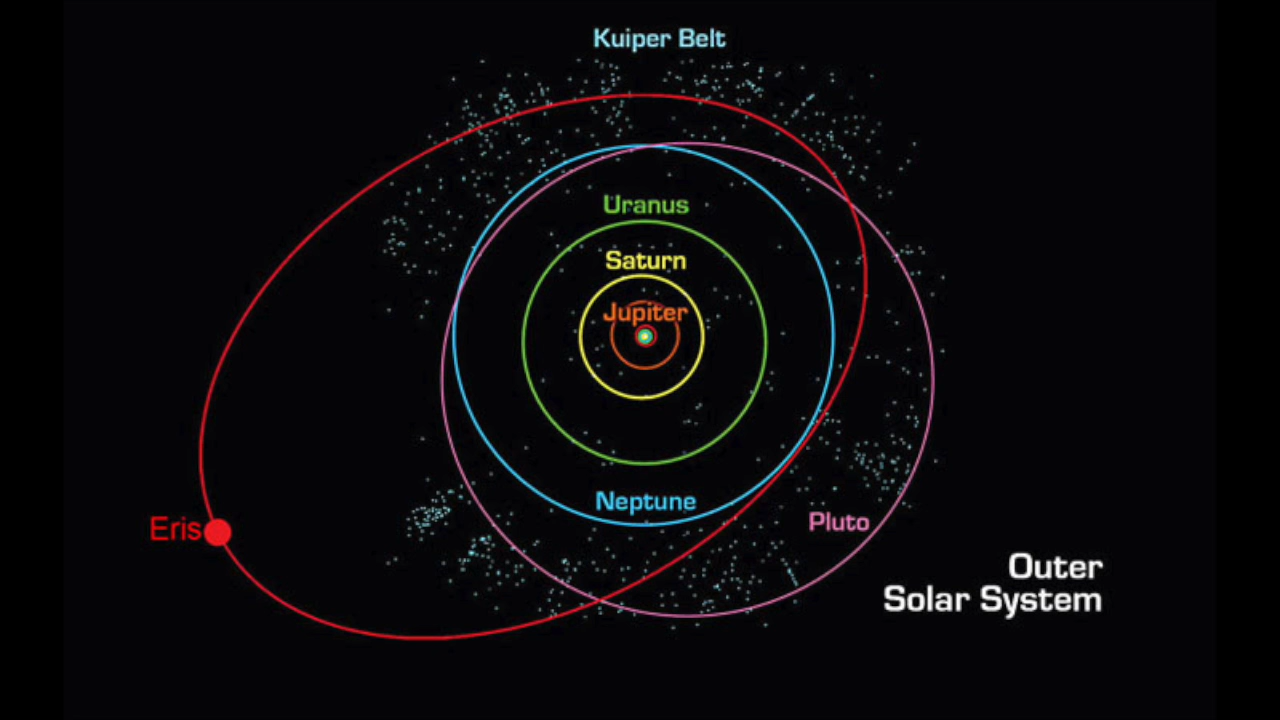 Kuiper Belt
Uranus
Saturn
Jupiter
Neptune
Pluto
Eris
Outer
Solar System